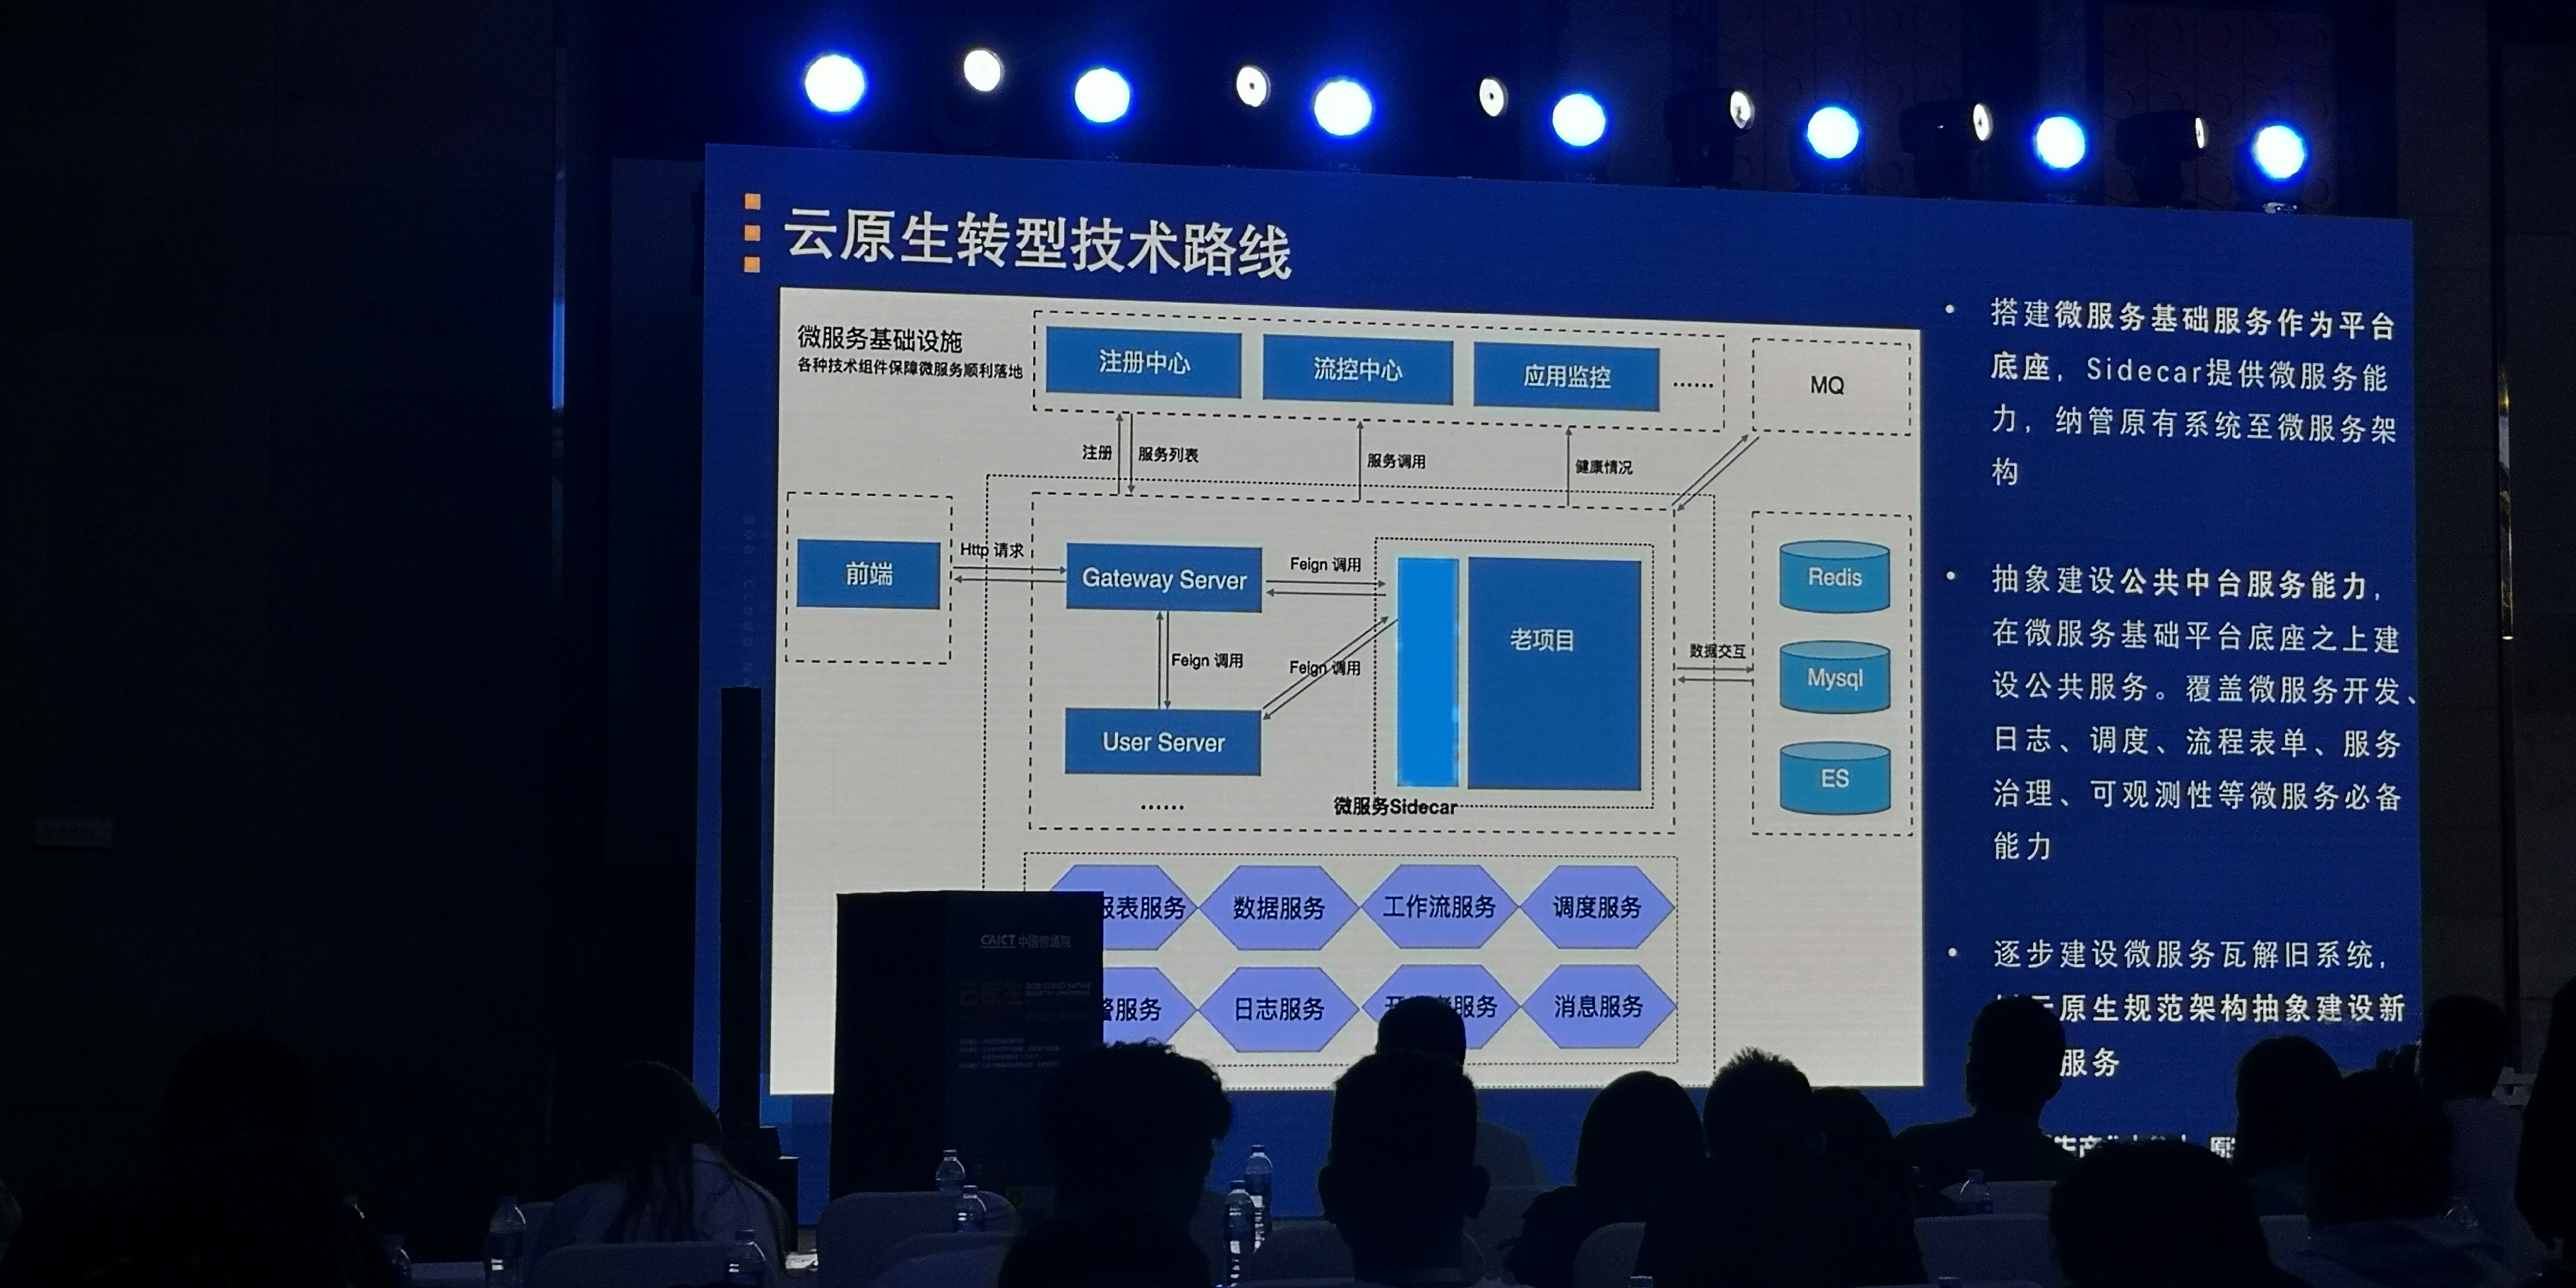 云原生转型技术路线
微服务基础设施
各种技术组件保障微服务顺利落地
注册中心
流控中心
应用监控
......
MQ
注册
服务列表
服务调用
健康情况
前端
Http 请求
Gateway Server
Feign 调用
Feign 调用
Feign 调用
User Server
......
老项目
微服务Sidecar
数据交互
Redis
Mysql
ES
表服务
数据服务
工作流服务
调度服务
服务
日志服务
服务
消息服务
• 搭建微服务基础服务作为平台
底座，Sidecar提供微服务能
力，纳管原有系统至微服务架
构
• 抽象建设公共中台服务能力，
在微服务基础平台底座之上建
设公共服务。覆盖微服务开发、
日志、调度、流程表单、服务
治理、可观测性等微服务必备
能力
• 逐步建设微服务瓦解旧系统，
云原生规范架构抽象建设新
服务
CAICT 中国信通院
云原生